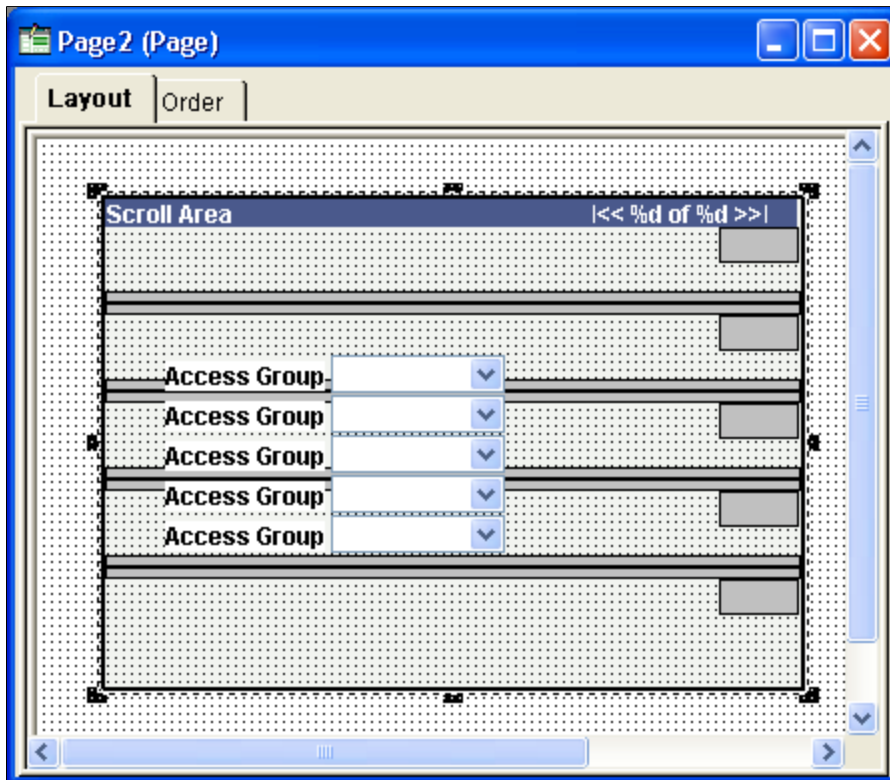 Page2 (Page)
Layout Order
Scroll Area |<< %d of %d >>|
Access Group
Access Group
Access Group
Access Group
Access Group